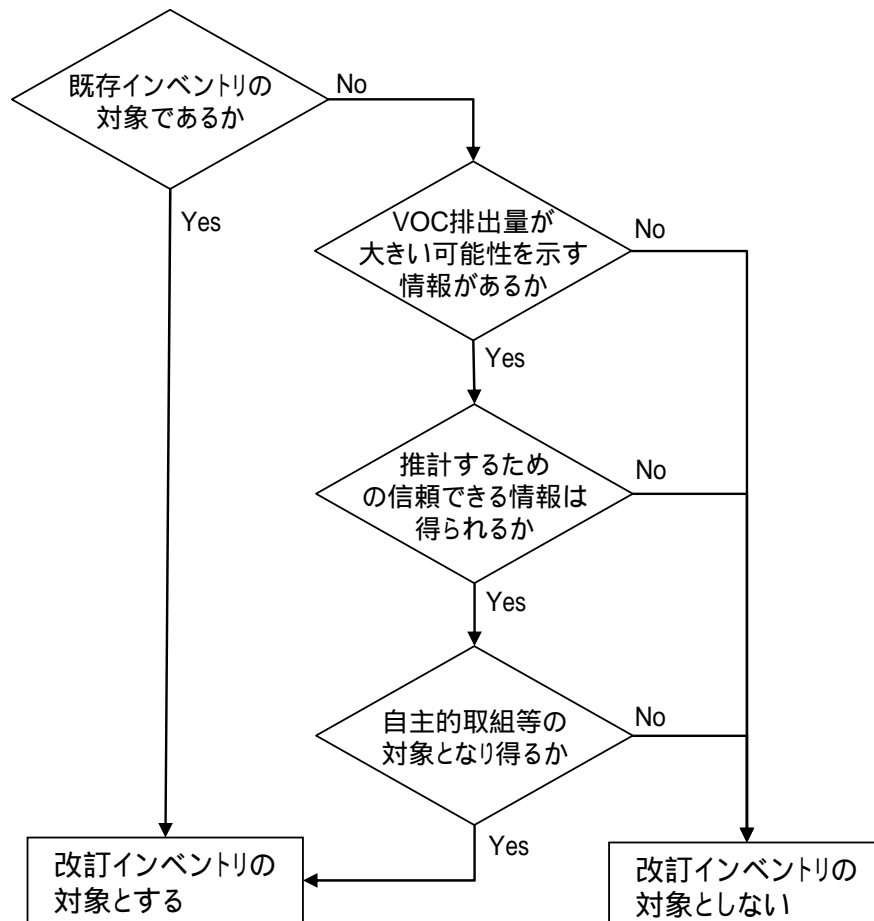 既存インベントリの
対象であるか
No
Yes
VOC排出量が
大きい可能性を示す
情報があるか
No
Yes
推計するため
の信頼できる情報は
得られるか
No
Yes
自主的取組等の
対象となり得るか
No
Yes
改訂インベントリの
対象とする
改訂インベントリの
対象としない